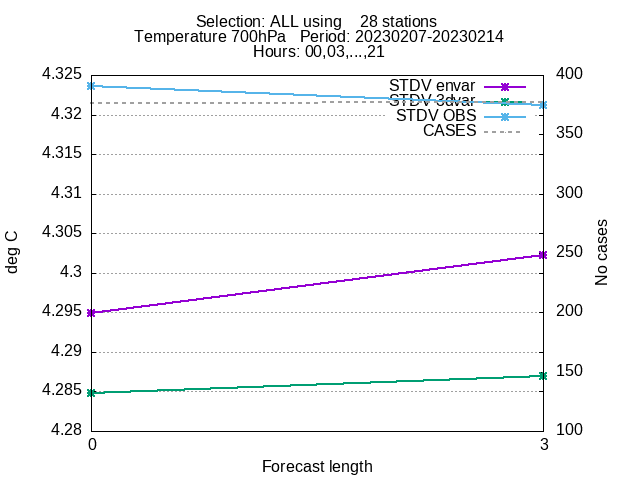 Selection: ALL using    28 stations
Temperature 700hPa   Period: 20230207-20230214
Hours: 00,03,...,21
4.325
4.32
4.315
4.31
4.305
4.3
4.295
4.29
4.285
4.28
deg C
STDV envar
STDV 3dvar
STDV OBS
CASES
400
350
300
250
200
150
100
No cases
0
3
Forecast length